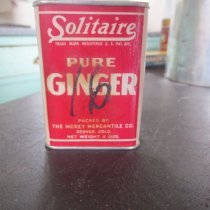 Solitaire
TRADE MARK REGISTERED U.S. PAT. OFF.
PURE
GINGER
PACKED BY
THE MOREY MERCANTILE CO.
DENVER, COLO.
NET WEIGHT 2 OZS.